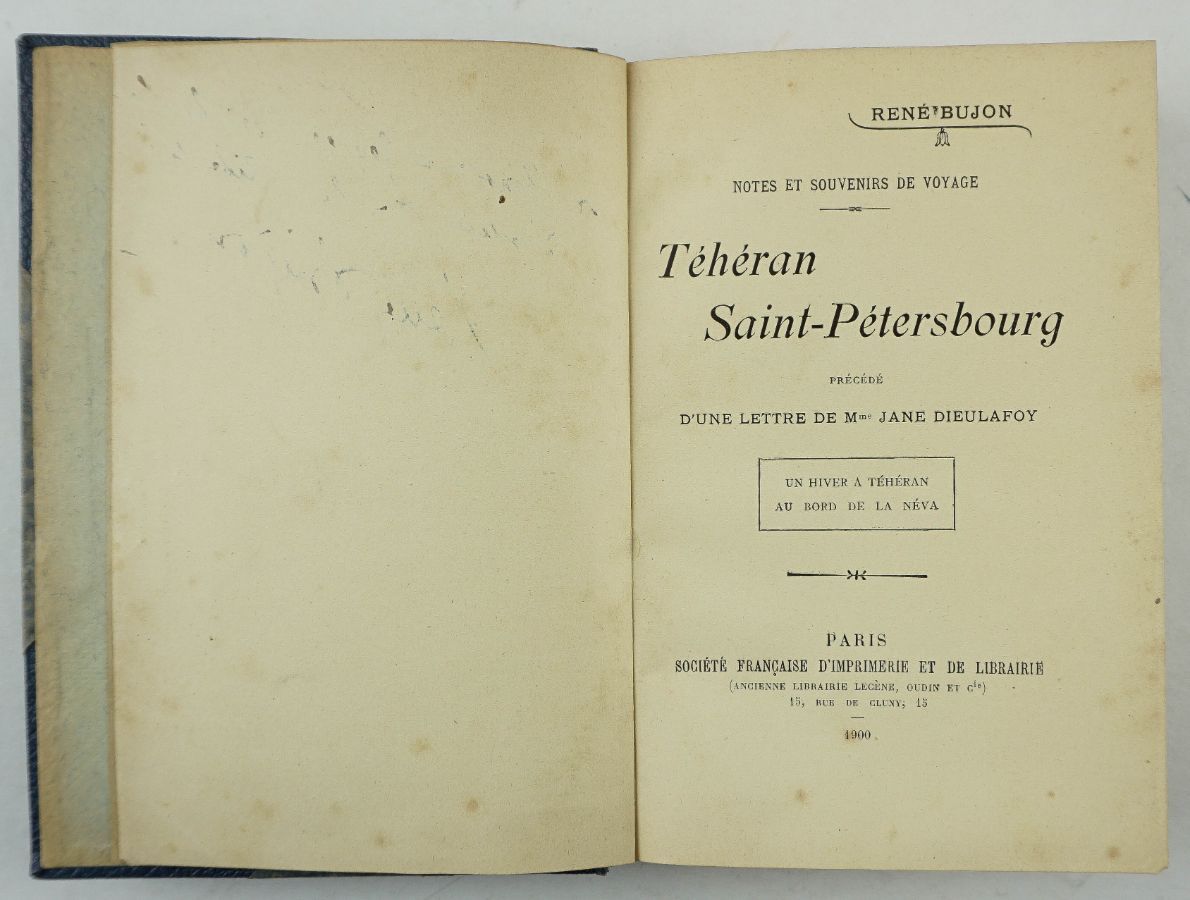 RENÉ BUJON
NOTES ET SOUVENIRS DE VOYAGE
Téhéran
Saint-Pétersbourg
PRÉCÉDÉ
D'UNE LETTRE DE Mme JANE DIEULAFOY
UN HIVER A TÉHÉRAN
AU BORD DE LA NÉVA
PARIS
SOCIÉTÉ FRANÇAISE D'IMPRIMERIE ET DE LIBRAIRIE
(ANCIENNE LIBRAIRIE LECÈNE, OUDIN ET Cie)
15, RUE DE CLUNY, 15
1900